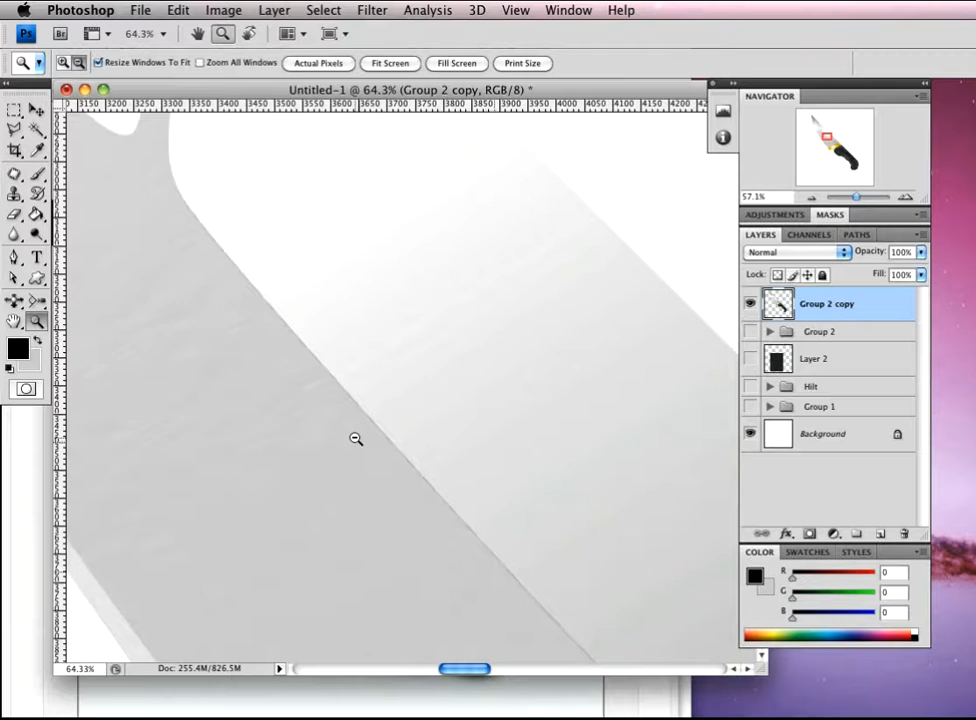 Photoshop File Edit Image Layer Select Filter Analysis 3D View Window Help
Ps Br 64.3%
Resize Windows To Fit Zoom All Windows Actual Pixels Fit Screen Fill Screen Print Size
Untitled-1 @ 64.3% (Group 2 copy, RGB/8) *
3150 3200 3250 3300 3350 3400 3450 3500 3550 3600 3650 3700 3750 3800 3850 3900 3950 4000 4050 4100 4150 4200
NAVIGATOR
57.1%
ADJUSTMENTS MASKS
LAYERS CHANNELS PATHS
Normal Opacity: 100%
Lock: Fill: 100%
Group 2 copy
Group 2
Layer 2
Hilt
Group 1
Background
fx
COLOR SWATCHES STYLES
R 0
G 0
B 0
64.33% Doc: 255.4M/826.5M